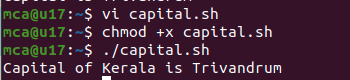 mca@u17:~$ vi capital.sh
mca@u17:~$ chmod +x capital.sh
mca@u17:~$ ./capital.sh
Capital of Kerala is Trivandrum